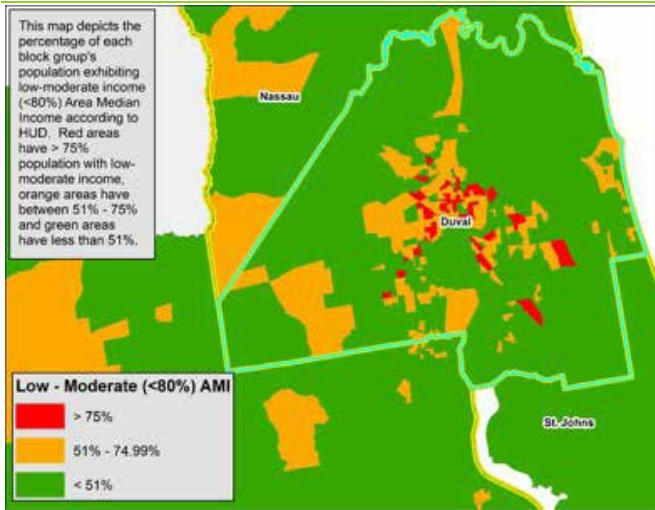 This map depicts the
percentage of each
block group's
population exhibiting
low-moderate income
(<80%) Area Median
Income according to
HUD. Red areas
have > 75%
population with low-
moderate income,
orange areas have
between 51% - 75%
and green areas
have less than 51%.
Nassau
Duval
Low - Moderate (<80%) AMI
> 75%
51% - 74.99%
< 51%
St. Johns